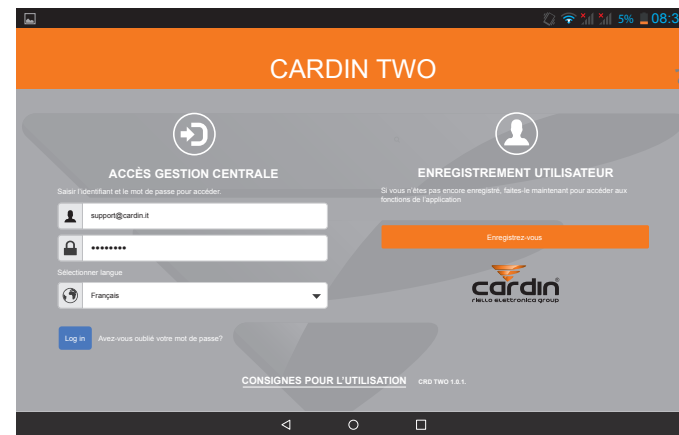 5% 08:3
CARDIN TWO
ACCÈS GESTION CENTRALE
Saisir l'identifiant et le mot de passe pour accéder.
support@cardin.it
••••••••
Sélectionner langue
Français
Log in
Avez-vous oublié votre mot de passe?
ENREGISTREMENT UTILISATEUR
Si vous n'êtes pas encore enregistré, faites-le maintenant pour accéder aux
fonctions de l'application
Enregistrez-vous
cardin
riello elettronica group
CONSIGNES POUR L'UTILISATION CRD TWO 1.0.1.